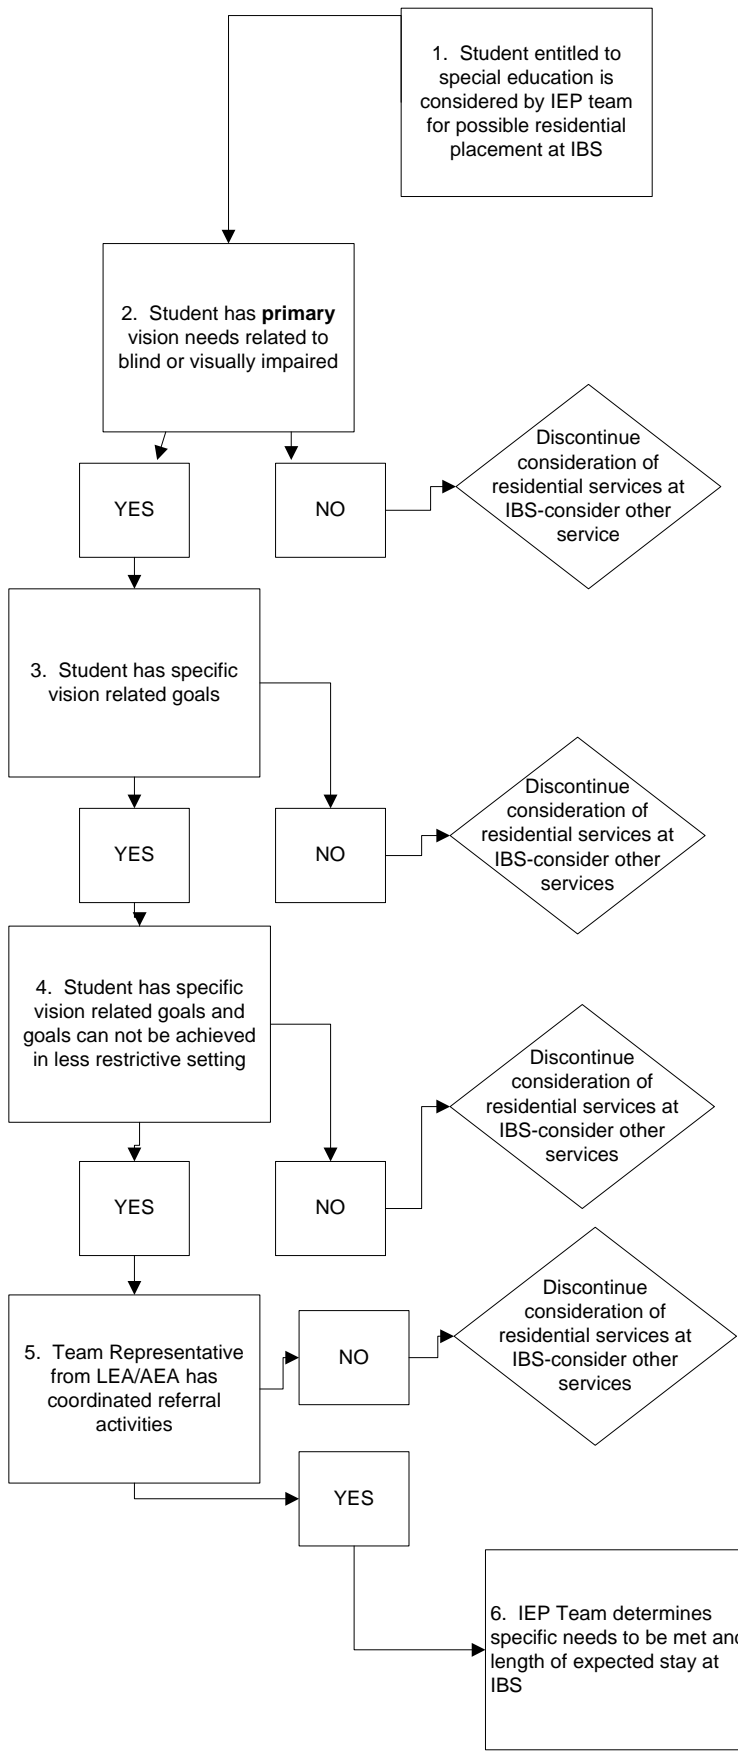 1. Student entitled to
special education is
considered by IEP team
for possible residential
placement at IBS
2. Student has primary
vision needs related to
blind or visually impaired
YES
NO
Discontinue
consideration of
residential services at
IBS-consider other
service
3. Student has specific
vision related goals
YES
NO
Discontinue
consideration of
residential services at
IBS-consider other
services
4. Student has specific
vision related goals and
goals can not be achieved
in less restrictive setting
YES
NO
Discontinue
consideration of
residential services at
IBS-consider other
services
5. Team Representative
from LEA/AEA has
coordinated referral
activities
NO
Discontinue
consideration of
residential services at
IBS-consider other
services
YES
6. IEP Team determines
specific needs to be met and
length of expected stay at
IBS